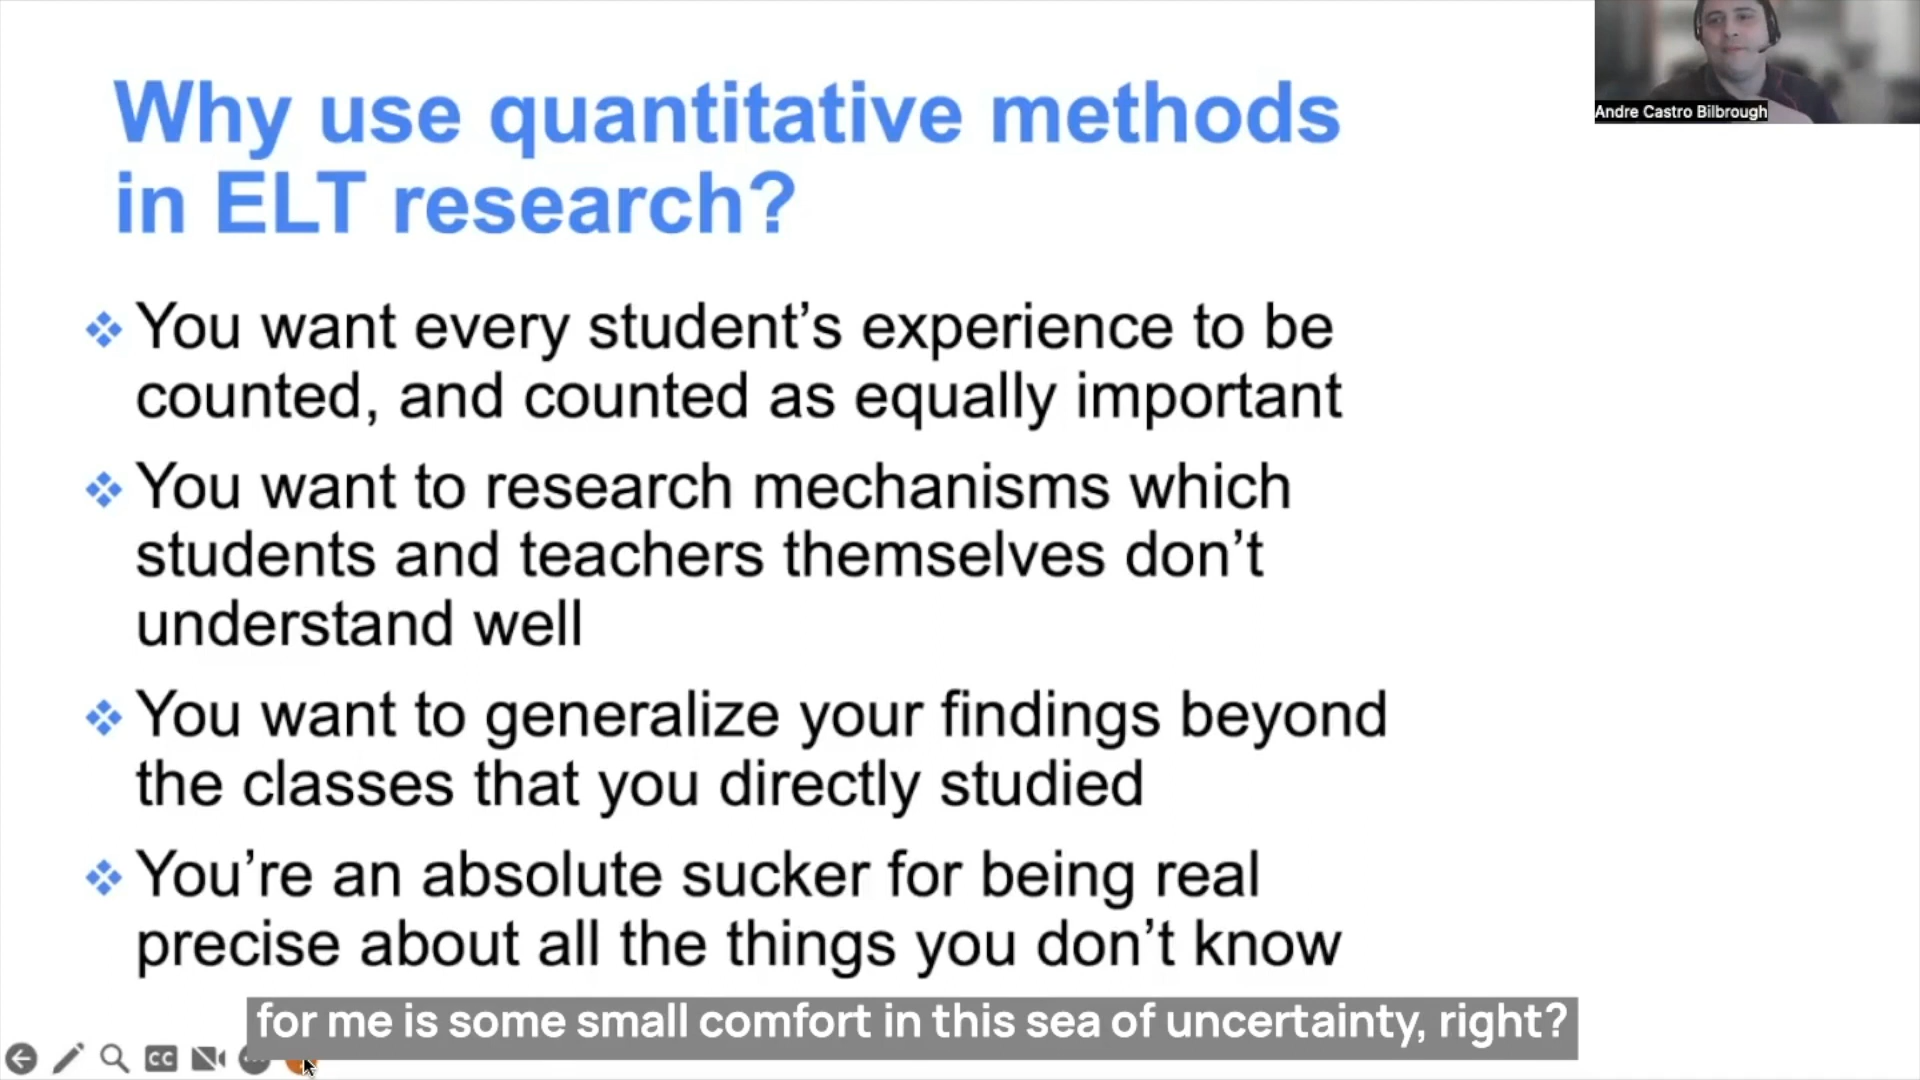 Why use quantitative methods
in ELT research?
Andre Castro Bilbrough
You want every student’s experience to be
counted, and counted as equally important
You want to research mechanisms which
students and teachers themselves don’t
understand well
You want to generalize your findings beyond
the classes that you directly studied
You’re an absolute sucker for being real
precise about all the things you don’t know
for me is some small comfort in this sea of uncertainty, right?
CC